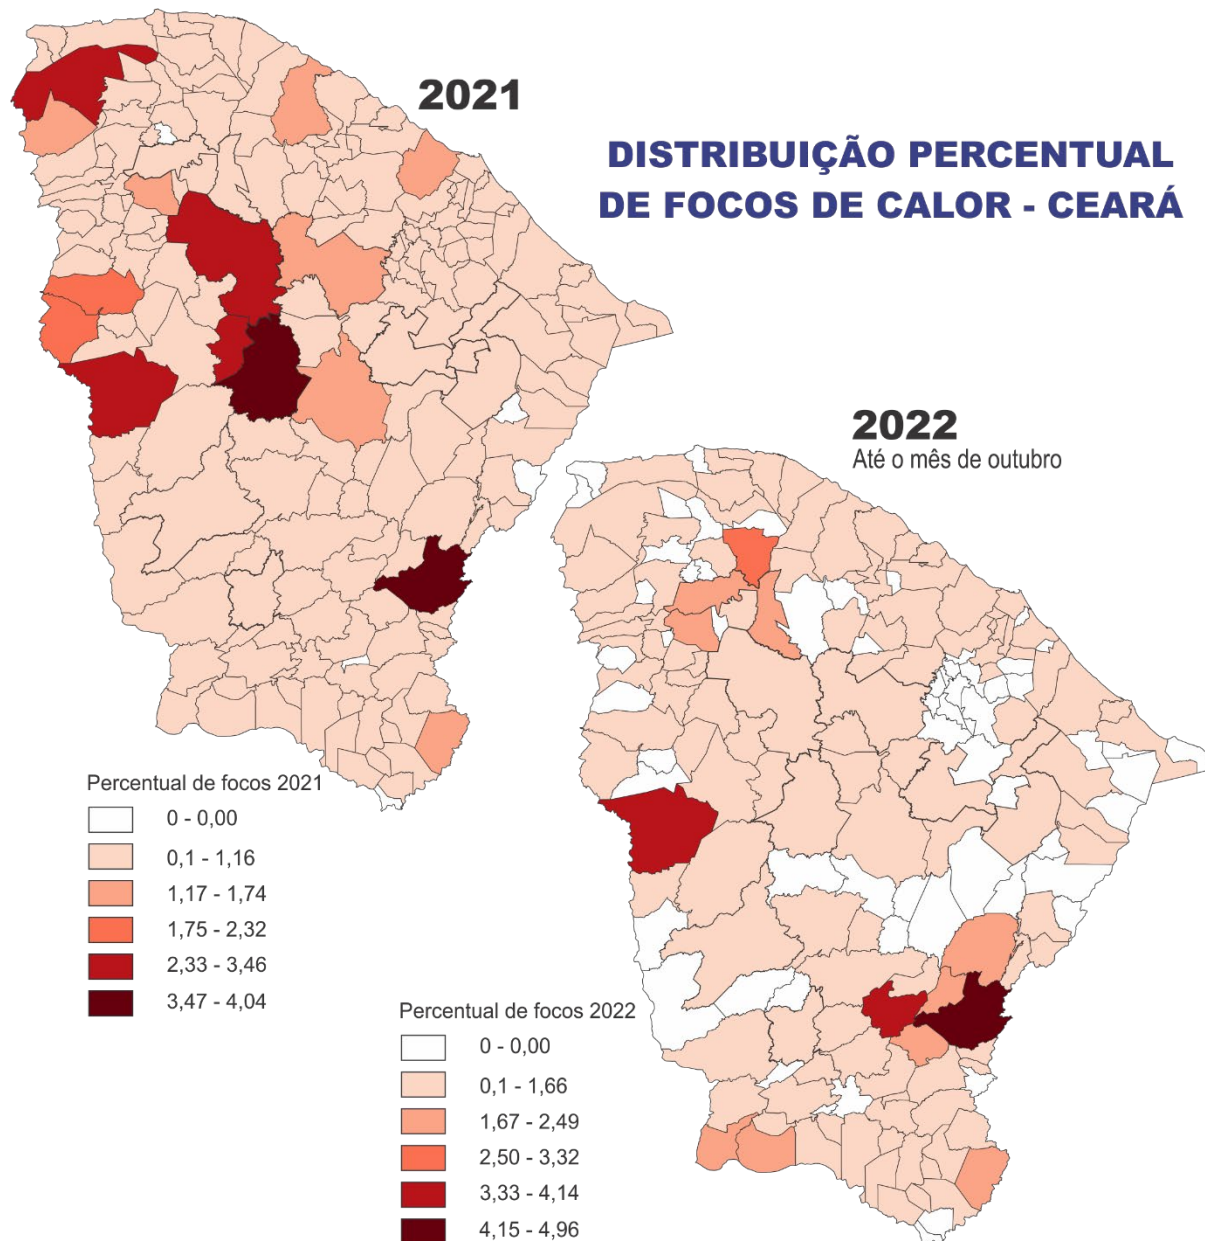 2021
DISTRIBUIÇÃO PERCENTUAL
DE FOCOS DE CALOR - CEARÁ
2022
Até o mês de outubro
Percentual de focos 2021
0 - 0,00
0,1 - 1,16
1,17 - 1,74
1,75 - 2,32
2,33 - 3,46
3,47 - 4,04
Percentual de focos 2022
0 - 0,00
0,1 - 1,66
1,67 - 2,49
2,50 - 3,32
3,33 - 4,14
4,15 - 4,96